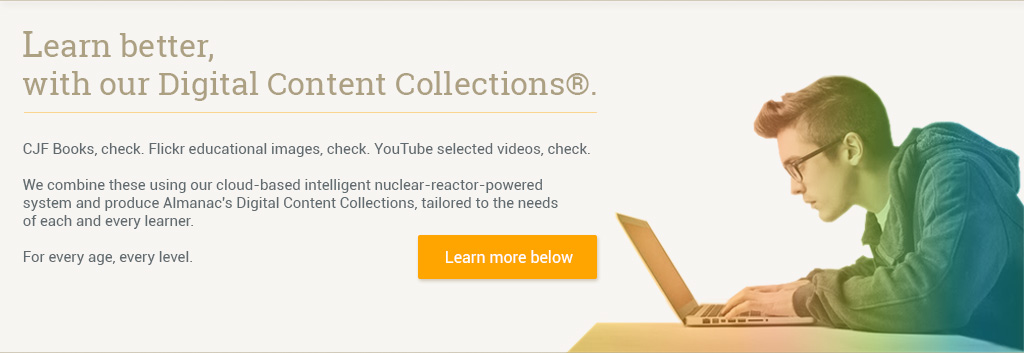 Learn better,
with our Digital Content Collections®.
CJF Books, check. Flickr educational images, check. YouTube selected videos, check.
We combine these using our cloud-based intelligent nuclear-reactor-powered
system and produce Almanac's Digital Content Collections, tailored to the needs
of each and every learner.
For every age, every level.
Learn more below